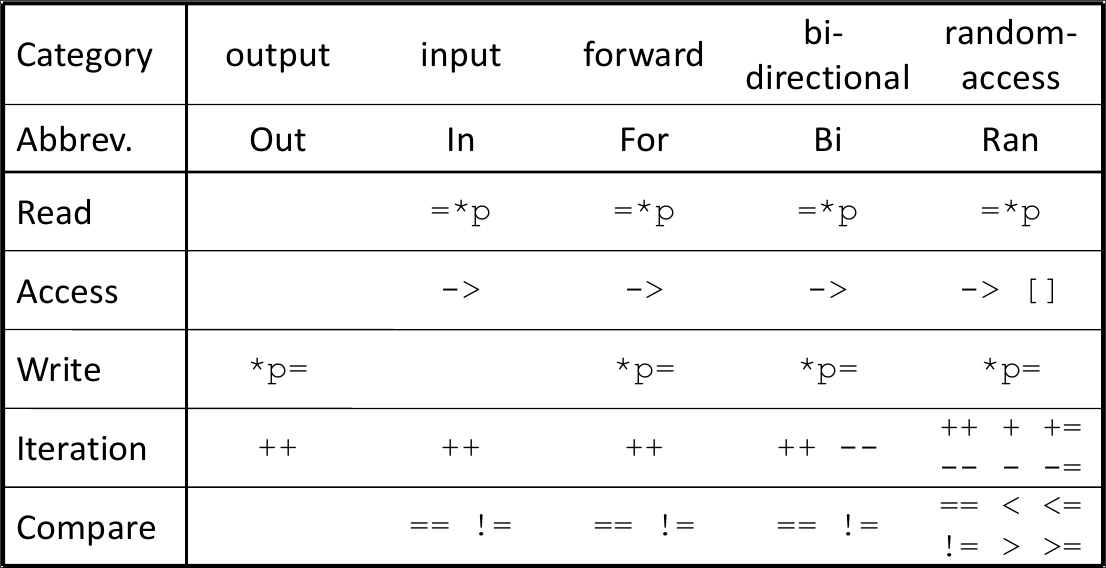 Category output input forward bi-directional random-access
Abbrev. Out In For Bi Ran
Read =*p =*p =*p =*p
Access -> -> -> -> []
Write *p= *p= *p= *p=
Iteration ++ ++ ++ ++ -- ++ + += -- - -=
Compare == != == != == != == < <= != > >=